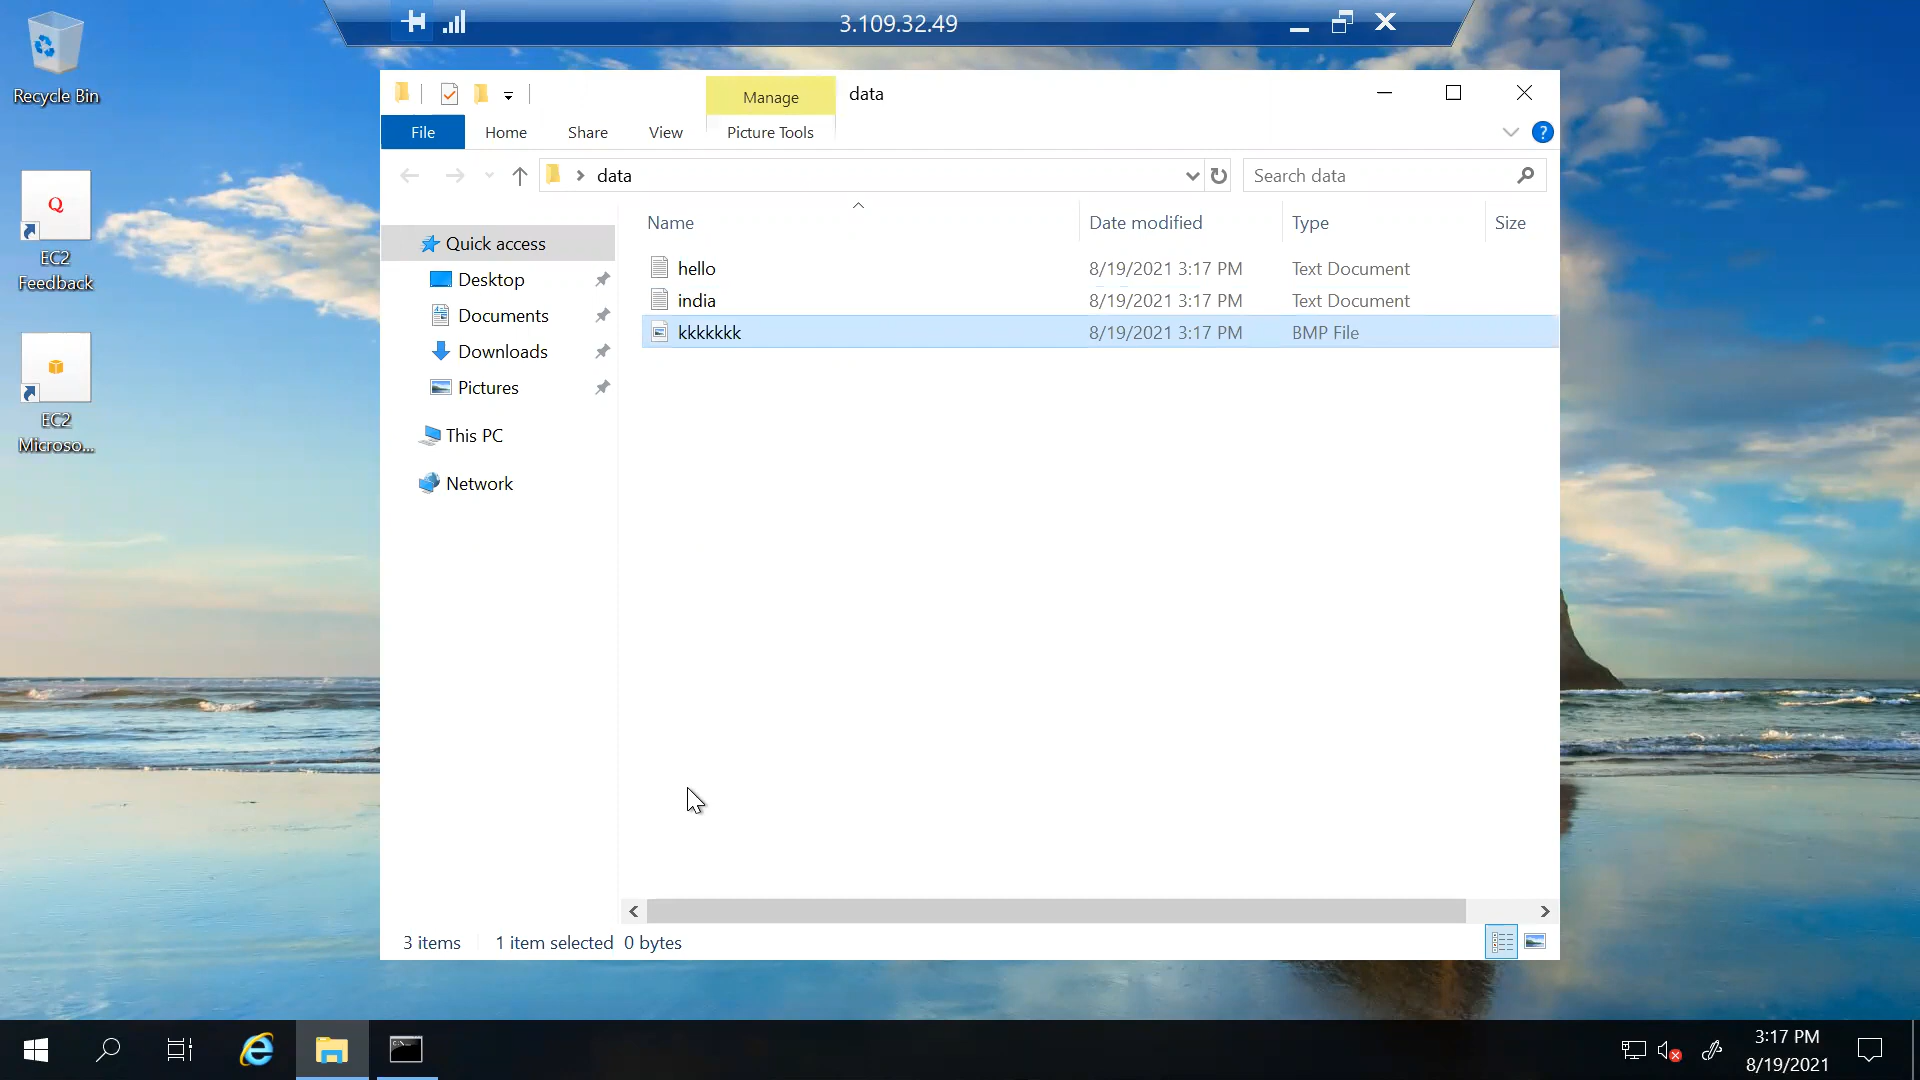 3.109.32.49
Recycle Bin
Manage
data
File
Home
Share
View
Picture Tools
?
data
Search data
Name
Date modified
Type
Size
Quick access
Desktop
Documents
Downloads
Pictures
This PC
Network
hello 8/19/2021 3:17 PM Text Document
india 8/19/2021 3:17 PM Text Document
kkkkkkk 8/19/2021 3:17 PM BMP File
Q
EC2
Feedback
EC2
Microso...
3 items 1 item selected 0 bytes
3:17 PM
8/19/2021